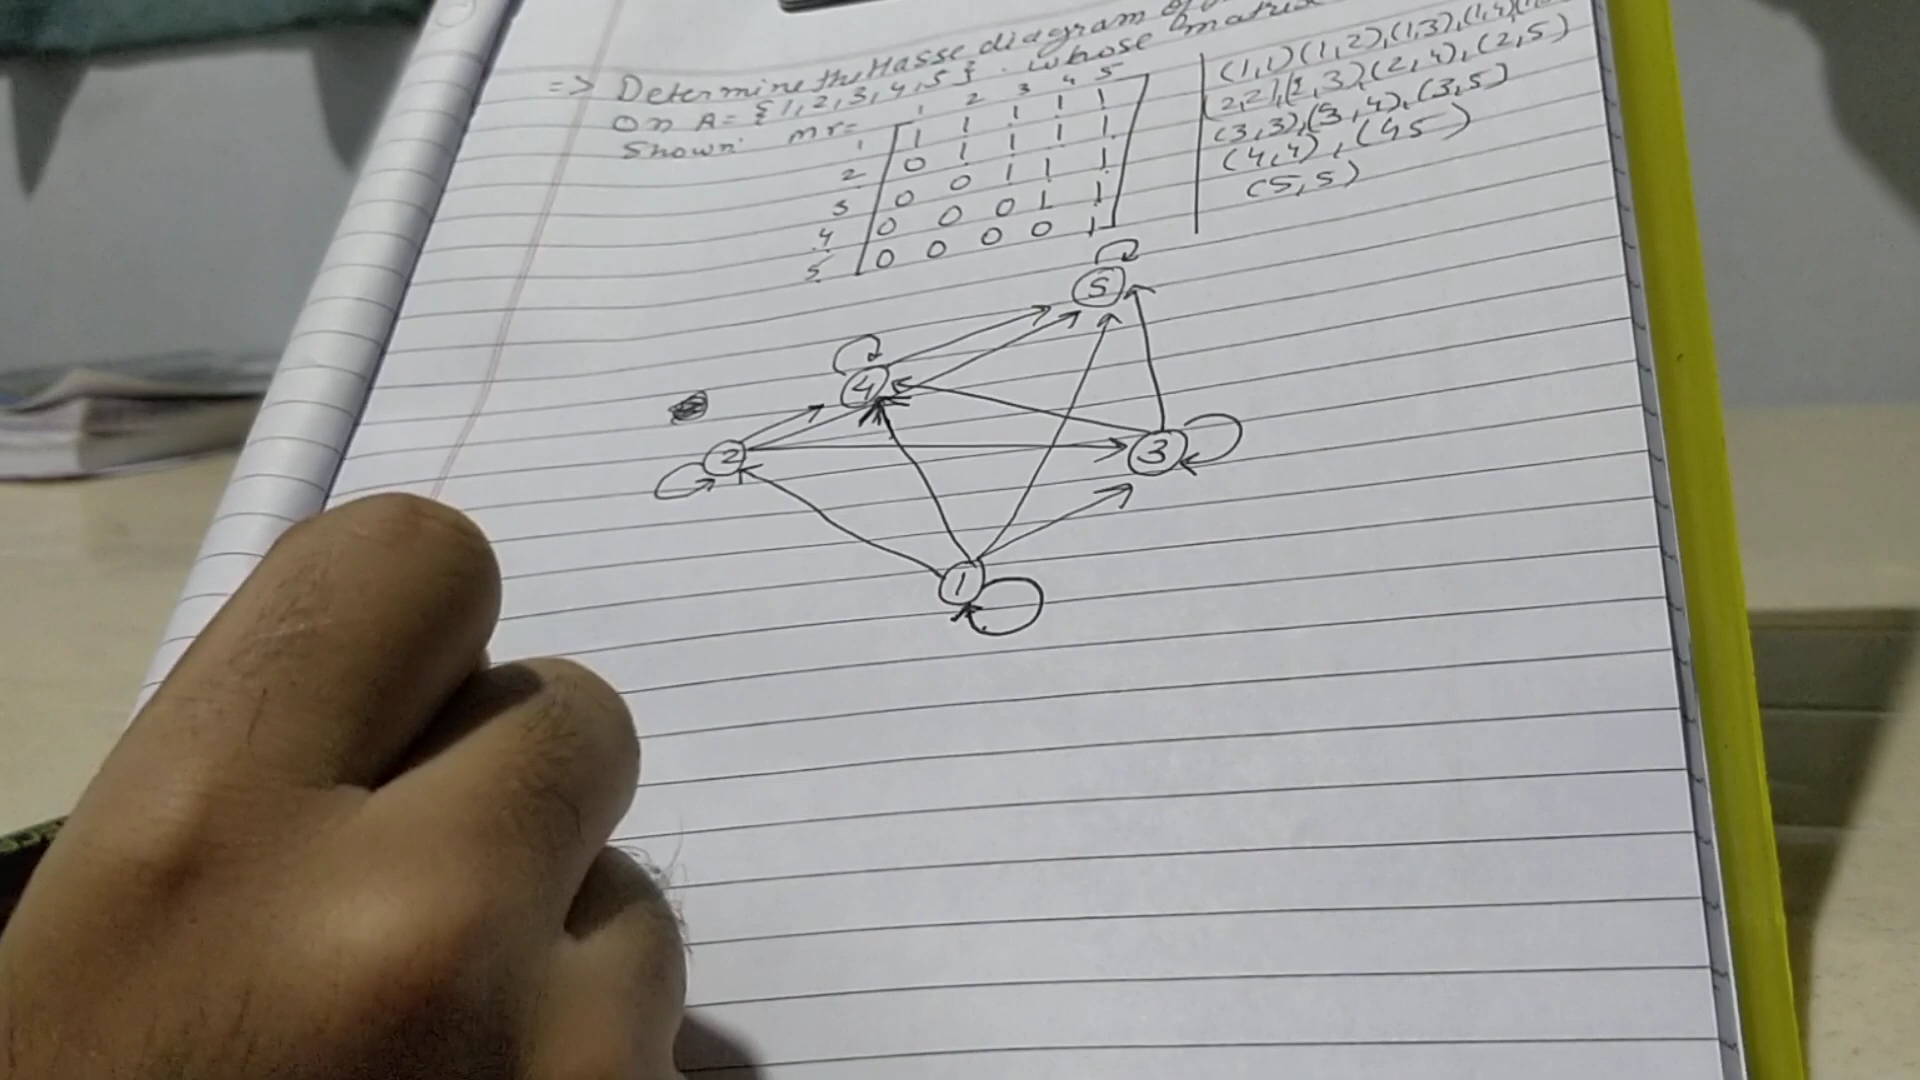 => Determine the Hasse diagram of
on A = {1,2,3,4,5}. whose matrix
Shown: mr=
1 2 3 4 5
1 1 1 1 1 1
2 0 1 1 1 1
3 0 0 1 1 1
4 0 0 0 1 1
5 0 0 0 0 1
(1,1)(1,2),(1,3),(1,4)
(2,2),(2,3)(2,4),(2,5)
(3,3),(3,4),(3,5)
(4,4),(45)
(5,5)
5
4
2
3
1